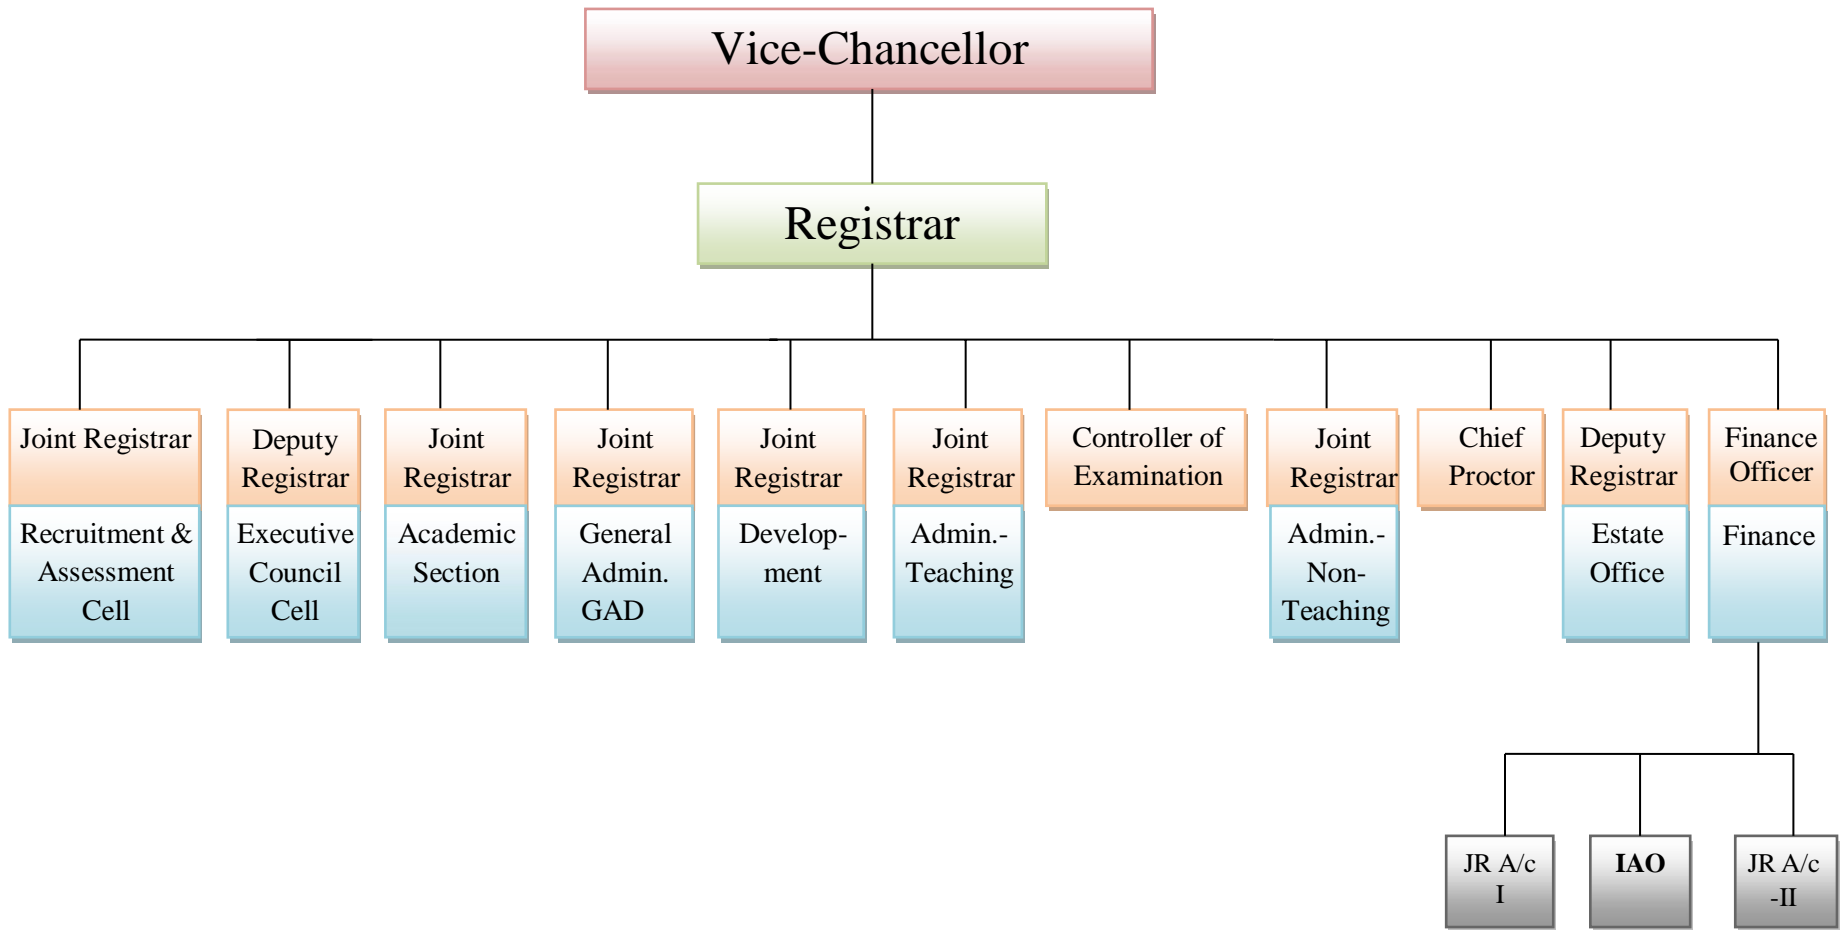 Vice-Chancellor
Registrar
Joint Registrar
Recruitment &
Assessment
Cell
Deputy
Registrar
Executive
Council
Cell
Joint
Registrar
Academic
Section
Joint
Registrar
General
Admin.
GAD
Joint
Registrar
Develop-
ment
Joint
Registrar
Admin.-
Teaching
Controller of
Examination
Joint
Registrar
Admin.-
Non-
Teaching
Chief
Proctor
Deputy
Registrar
Estate
Office
Finance
Officer
Finance
JR A/c
I
IAO
JR A/c
-II